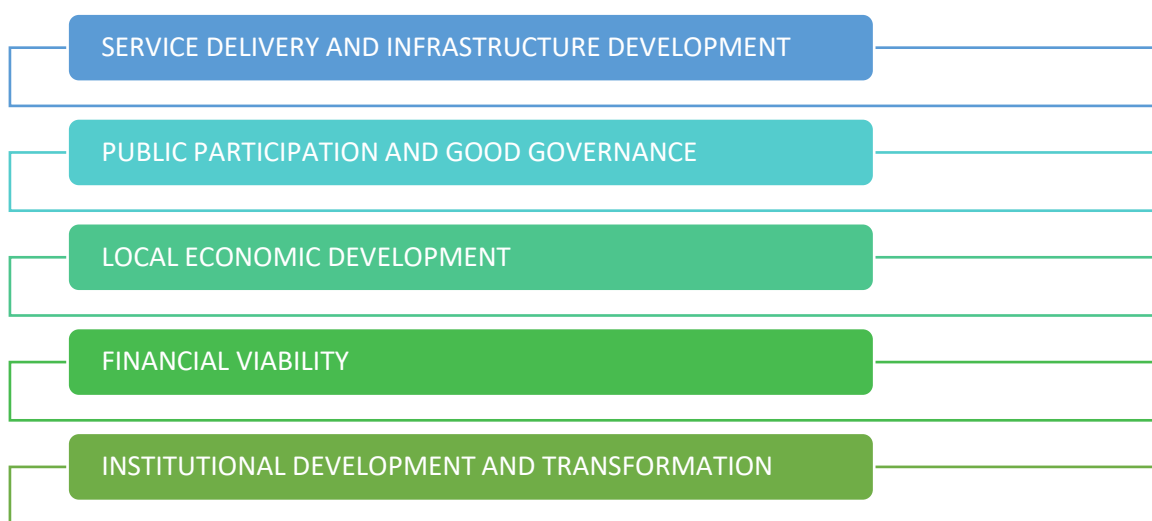 SERVICE DELIVERY AND INFRASTRUCTURE DEVELOPMENT
PUBLIC PARTICIPATION AND GOOD GOVERNANCE
LOCAL ECONOMIC DEVELOPMENT
FINANCIAL VIABILITY
INSTITUTIONAL DEVELOPMENT AND TRANSFORMATION